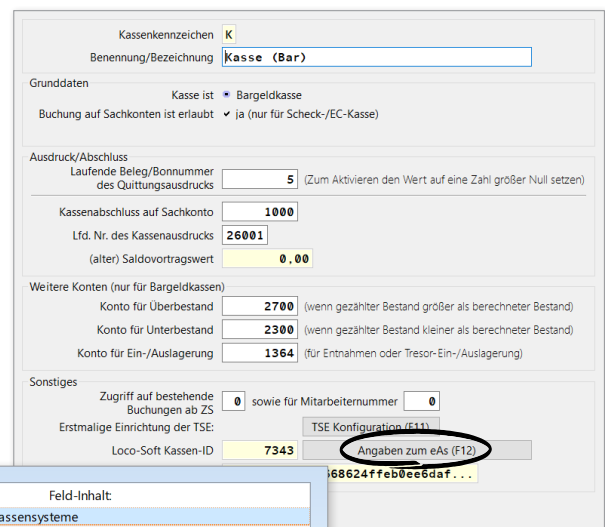 Kassenkennzeichen K
Benennung/Bezeichnung Kasse (Bar)
Grunddaten
Kasse ist Bargeldkasse
Buchung auf Sachkonten ist erlaubt ja (nur für Scheck-/EC-Kasse)
Ausdruck/Abschluss
Laufende Beleg/Bonnummer
des Quittungsausdrucks 5 (Zum Aktivieren den Wert auf eine Zahl größer Null setzen)
Kassenabschluss auf Sachkonto 1000
Lfd. Nr. des Kassenausdrucks 26001
(alter) Saldovortragswert 0,00
Weitere Konten (nur für Bargeldkassen)
Konto für Überbestand 2700 (wenn gezählter Bestand größer als berechneter Bestand)
Konto für Unterbestand 2300 (wenn gezählter Bestand kleiner als berechneter Bestand)
Konto für Ein-/Auslagerung 1364 (für Entnahmen oder Tresor-Ein-/Auslagerung)
Sonstiges
Zugriff auf bestehende
Buchungen ab ZS 0 sowie für Mitarbeiternummer 0
Erstmalige Einrichtung der TSE: TSE Konfiguration (F11)
Loco-Soft Kassen-ID 7343 Angaben zum eAs (F12)
68624ffeb0ee6daf...
Feld-Inhalt:
assensysteme